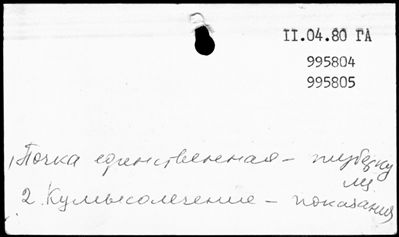 II.04.80 ГА
995804
995805
1. Почка единственная – туберку
лез
2. Кумысолечение – показания